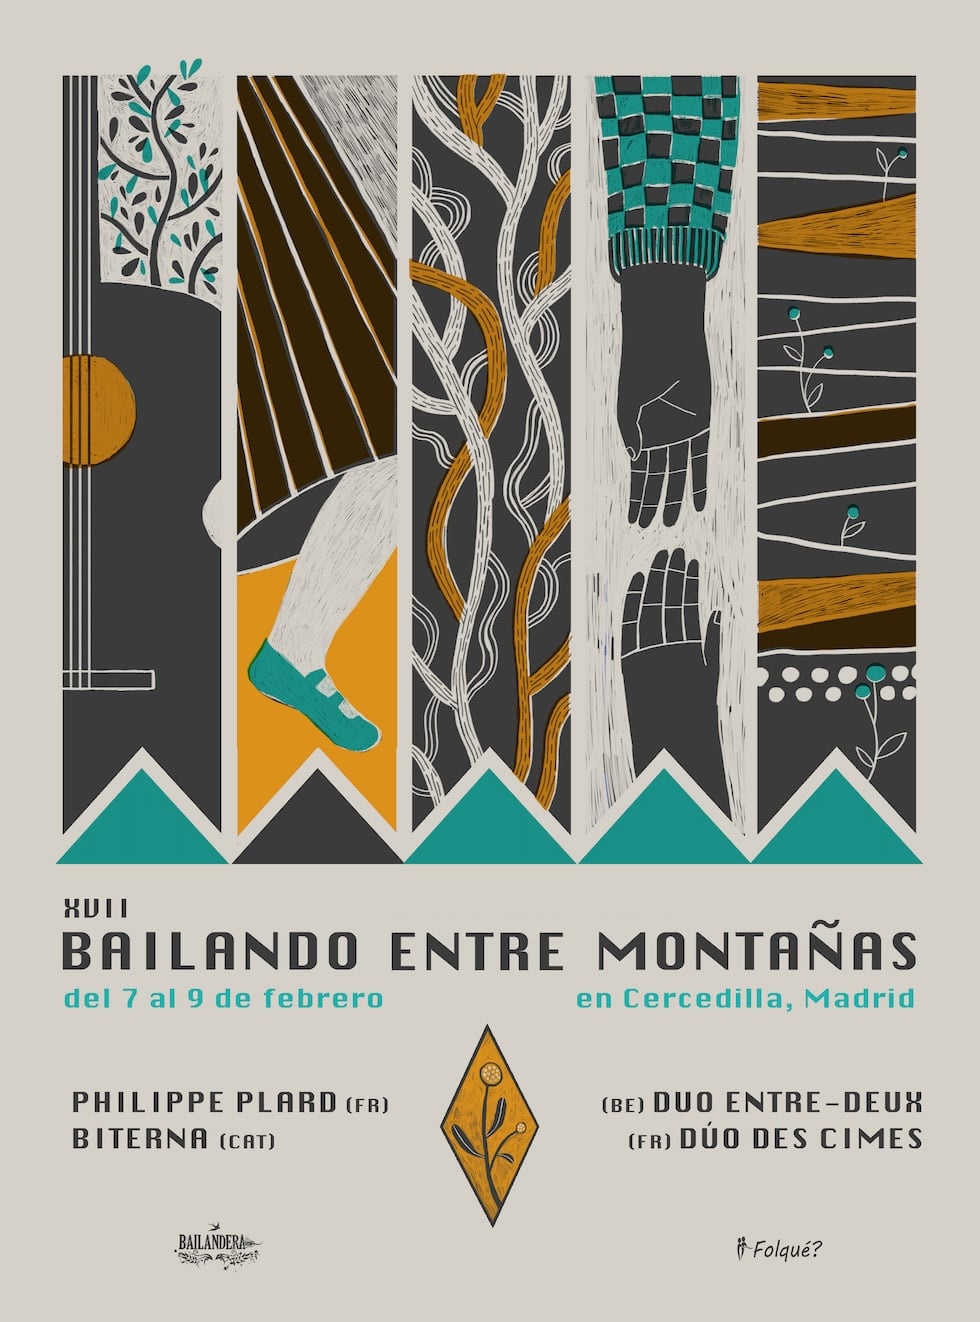 XVII
BAILANDO ENTRE MONTAÑAS
del 7 al 9 de febrero en Cercedilla, Madrid
PHILIPPE PLARD (FR) (BE) DUO ENTRE-DEUX
BITERNA (CAT) (FR) DÚO DES CIMES
BAILANDERA Folqué?